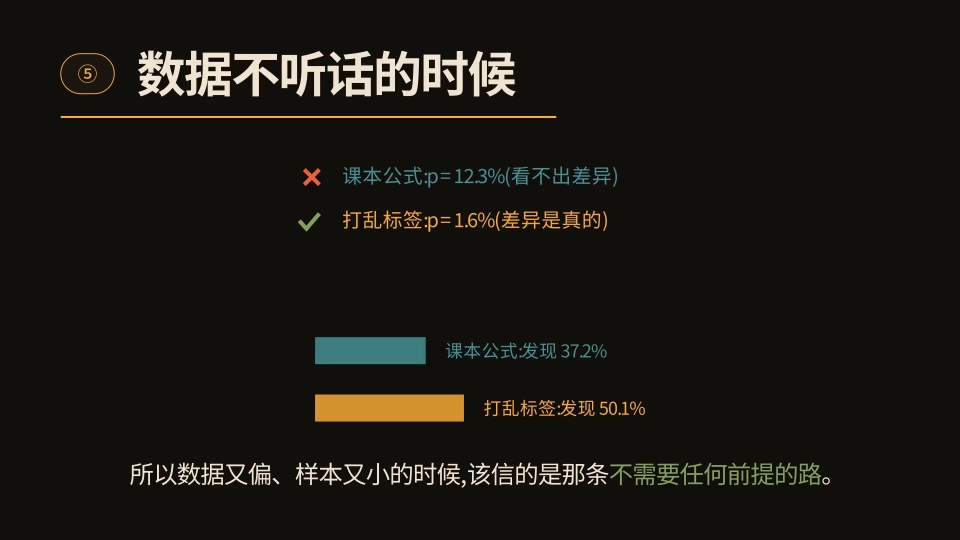 ⑤ 数据不听话的时候
课本公式:p=12.3%(看不出差异)
打乱标签:p=1.6%(差异是真的)
课本公式:发现 37.2%
打乱标签:发现 50.1%
所以数据又偏、样本又小的时候,该信的是那条不需要任何前提的路。